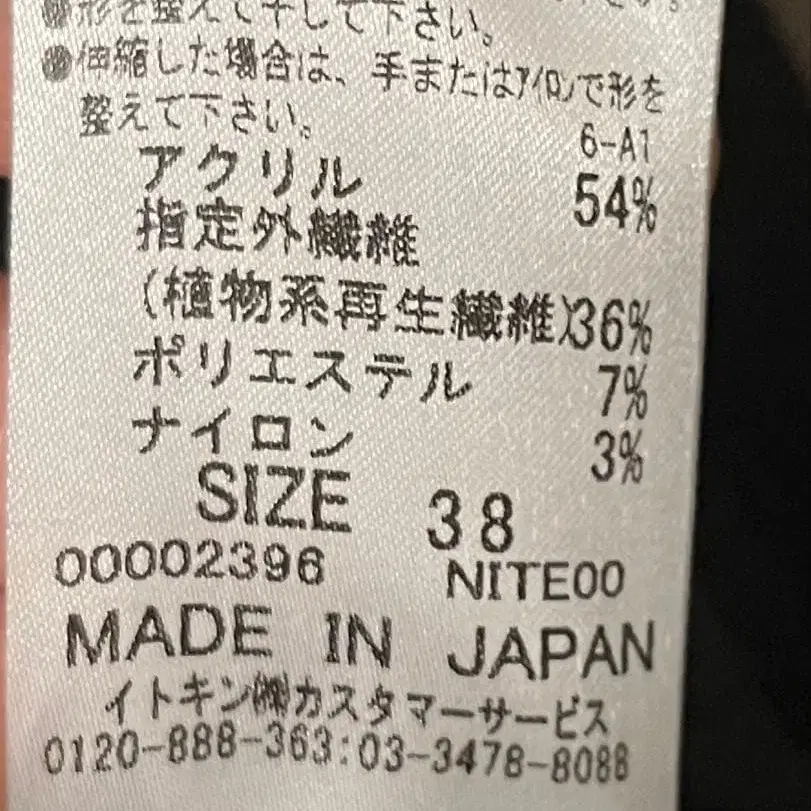 形を整えて干して下さい。
伸縮した場合は、手またはアイロンで形を
整えて下さい。
6-A1
アクリル 54%
指定外繊維
(植物系再生繊維)36%
ポリエステル 7%
ナイロン 3%
SIZE 38
00002396 NITE00
MADE IN JAPAN
イトキン㈱カスタマーサービス
0120-888-363:03-3478-8088